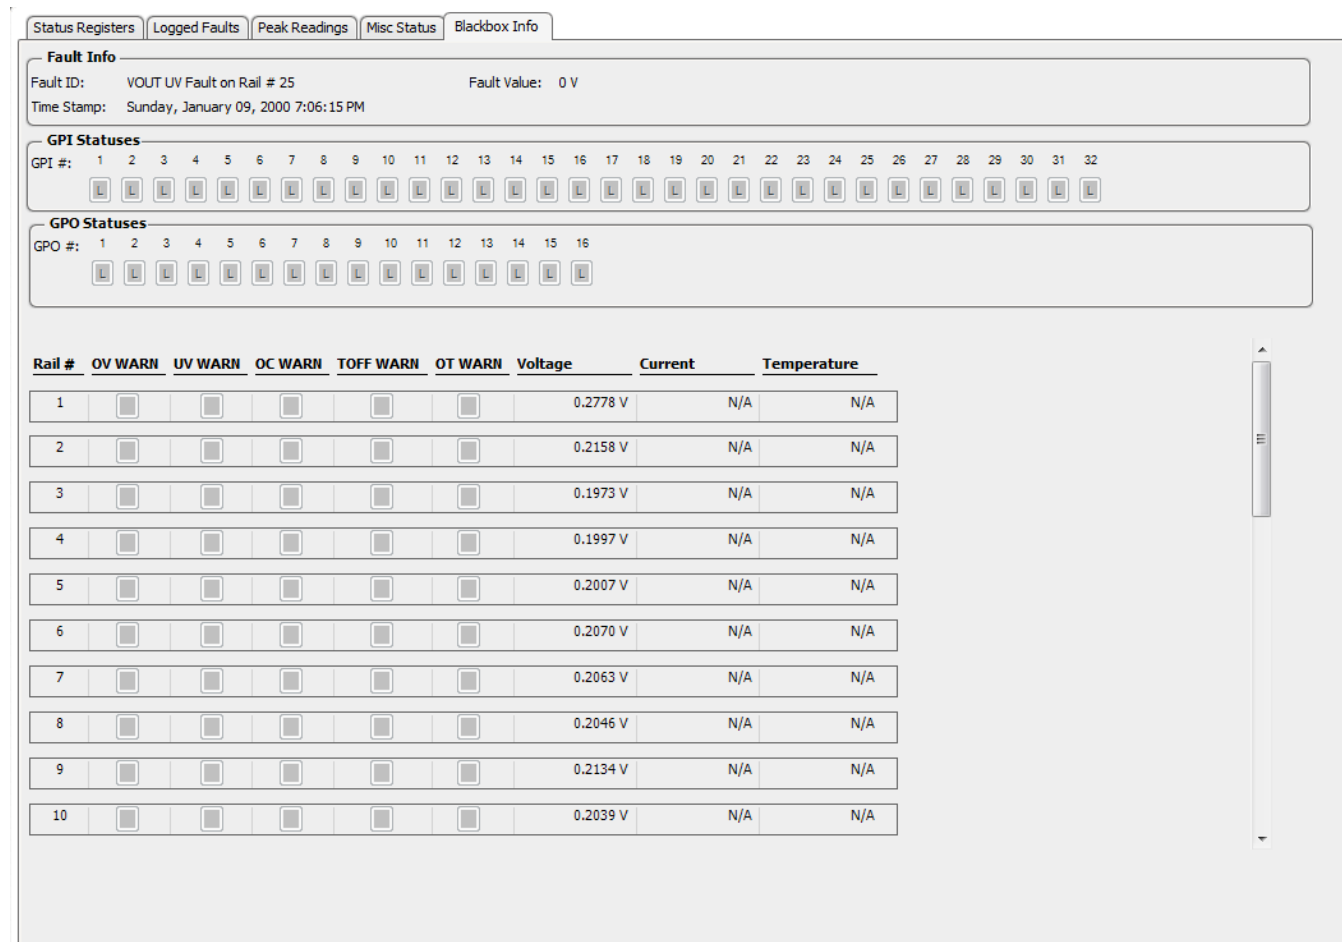 Status Registers Logged Faults Peak Readings Misc Status Blackbox Info
Fault Info
Fault ID: VOUT UV Fault on Rail # 25 Fault Value: 0 V
Time Stamp: Sunday, January 09, 2000 7:06:15 PM
GPI Statuses
GPI #: 1 2 3 4 5 6 7 8 9 10 11 12 13 14 15 16 17 18 19 20 21 22 23 24 25 26 27 28 29 30 31 32
L L L L L L L L L L L L L L L L L L L L L L L L L L L L L L L L
GPO Statuses
GPO #: 1 2 3 4 5 6 7 8 9 10 11 12 13 14 15 16
L L L L L L L L L L L L L L L L
Rail # OV WARN UV WARN OC WARN TOFF WARN OT WARN Voltage Current Temperature
1 0.2778 V N/A N/A
2 0.2158 V N/A N/A
3 0.1973 V N/A N/A
4 0.1997 V N/A N/A
5 0.2007 V N/A N/A
6 0.2070 V N/A N/A
7 0.2063 V N/A N/A
8 0.2046 V N/A N/A
9 0.2134 V N/A N/A
10 0.2039 V N/A N/A